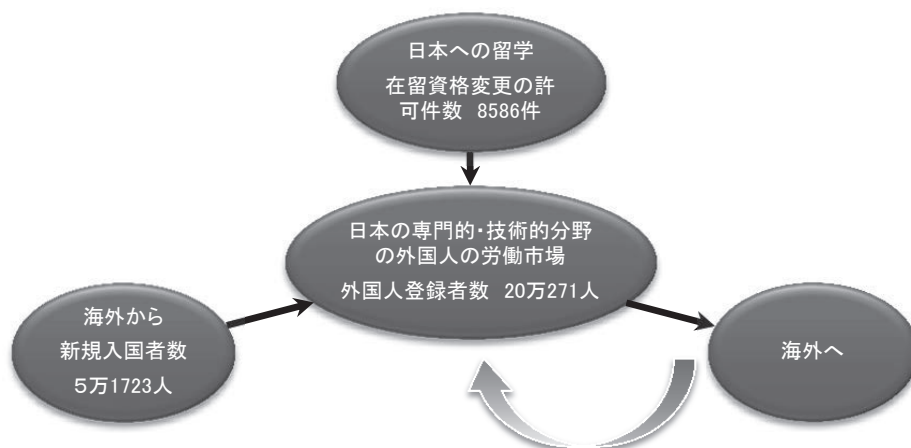 日本への留学
在留資格変更の許
可件数 8586件
日本の専門的・技術的分野
の外国人の労働市場
外国人登録者数 20万271人
海外から
新規入国者数
５万1723人
海外へ